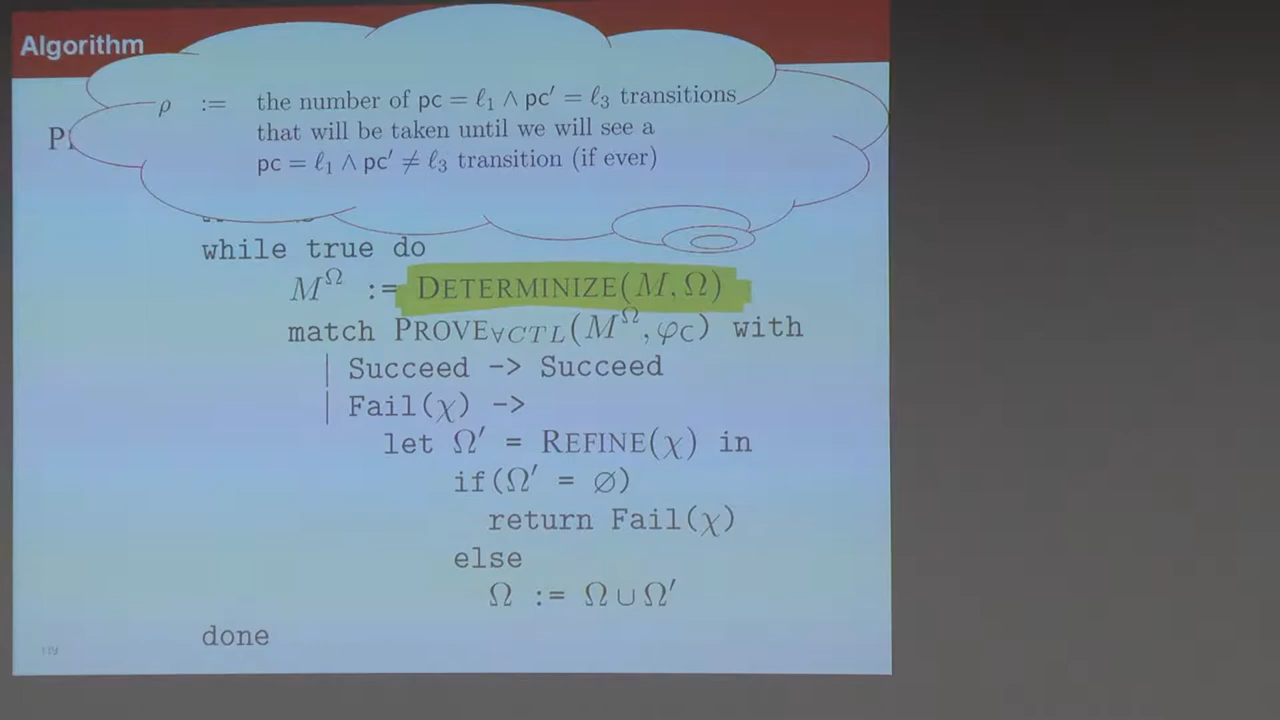 Algorithm
ρ := the number of pc = ℓ₁ ∧ pc′ = ℓ₃ transitions
that will be taken until we will see a
pc = ℓ₁ ∧ pc′ ≠ ℓ₃ transition (if ever)
while true do
M^Ω := DETERMINIZE(M, Ω)
match PROVE∀CTL(M^Ω, φC) with
| Succeed -> Succeed
| Fail(χ) ->
let Ω′ = REFINE(χ) in
if(Ω′ = ∅)
return Fail(χ)
else
Ω := Ω∪Ω′
done